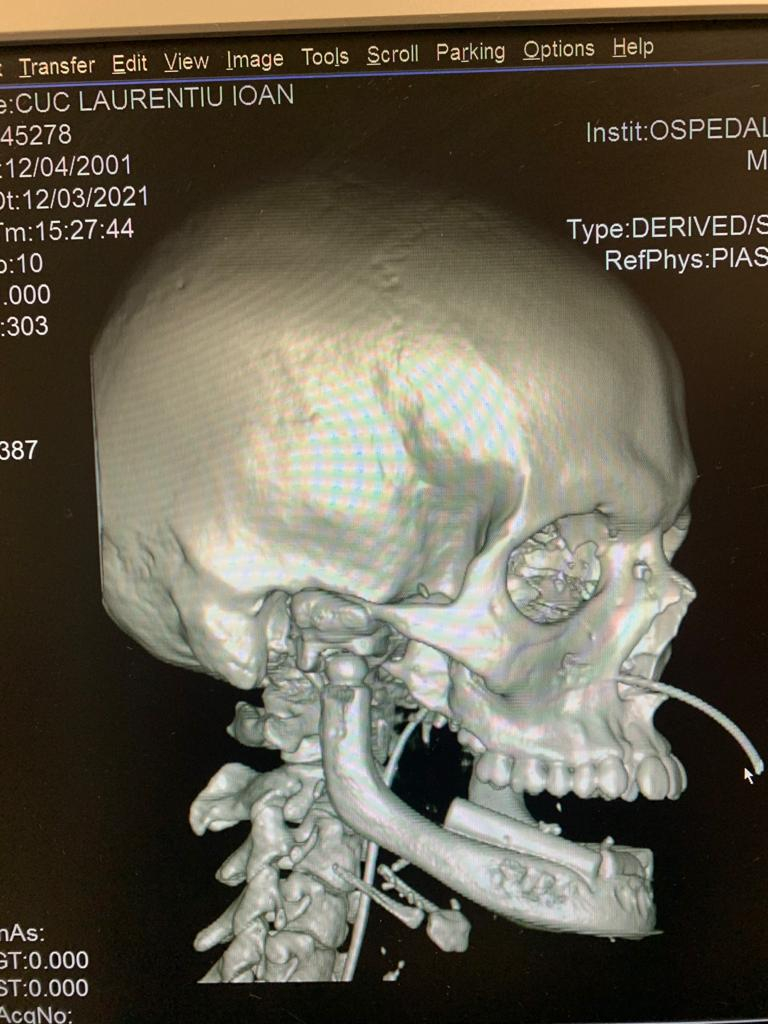 Transfer Edit View Image Tools Scroll Parking Options Help
e:CUC LAURENTIU IOAN
45278
:12/04/2001
Dt:12/03/2021
Tm:15:27:44
o:10
.000
:303
387
Instit:OSPEDAL
M
Type:DERIVED/S
RefPhys:PIAS
nAs:
GT:0.000
ST:0.000
AcqNo: